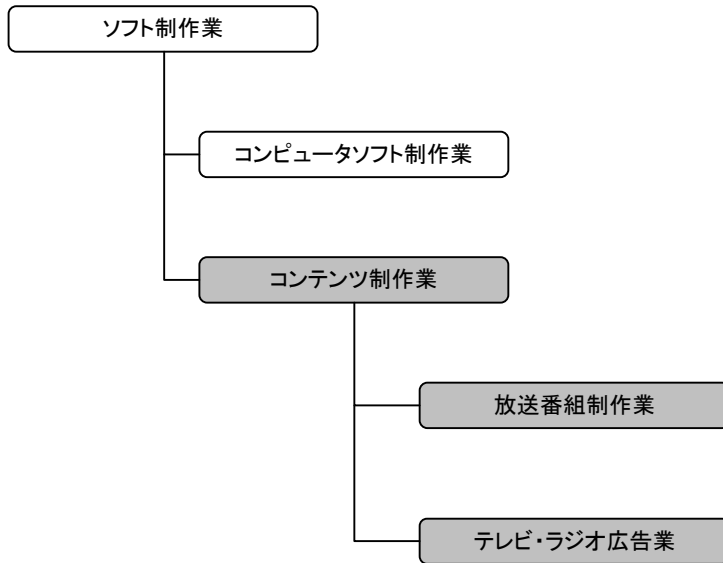 ソフト制作業
コンピュータソフト制作業
コンテンツ制作業
放送番組制作業
テレビ・ラジオ広告業